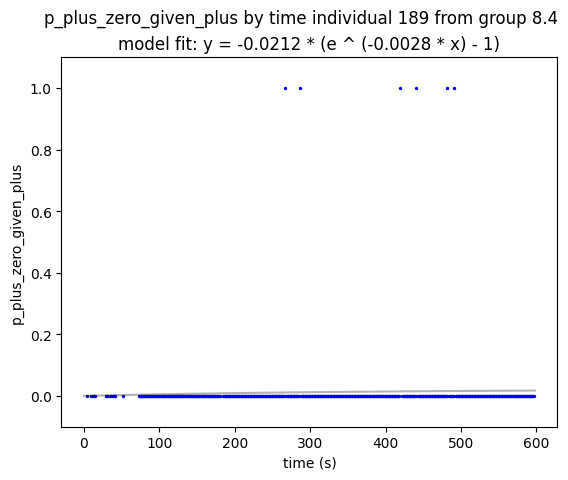 p_plus_zero_given_plus by time individual 189 from group 8.4
model fit: y = -0.0212 * (e ^ (-0.0028 * x) - 1)
1.0
0.8
0.6
0.4
0.2
0.0
p_plus_zero_given_plus
0 100 200 300 400 500 600
time (s)